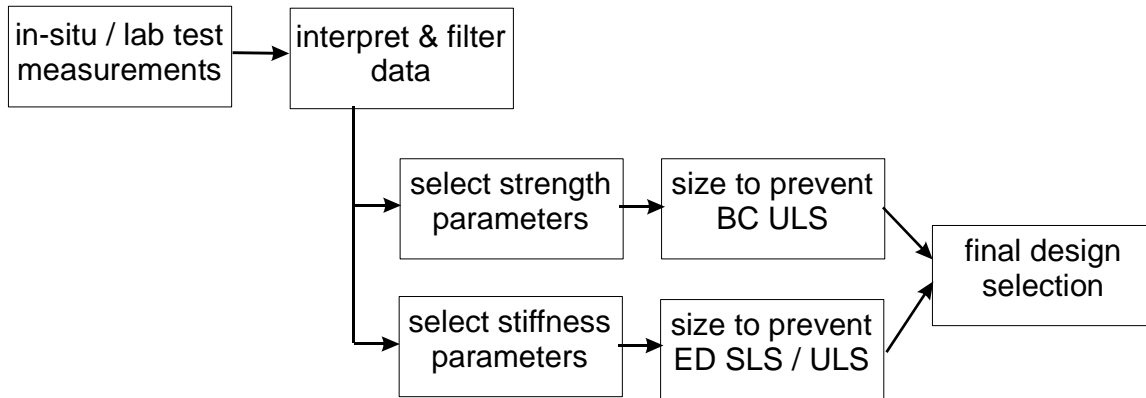 in-situ / lab test
measurements
interpret & filter
data
select strength
parameters
size to prevent
BC ULS
select stiffness
parameters
size to prevent
ED SLS / ULS
final design
selection